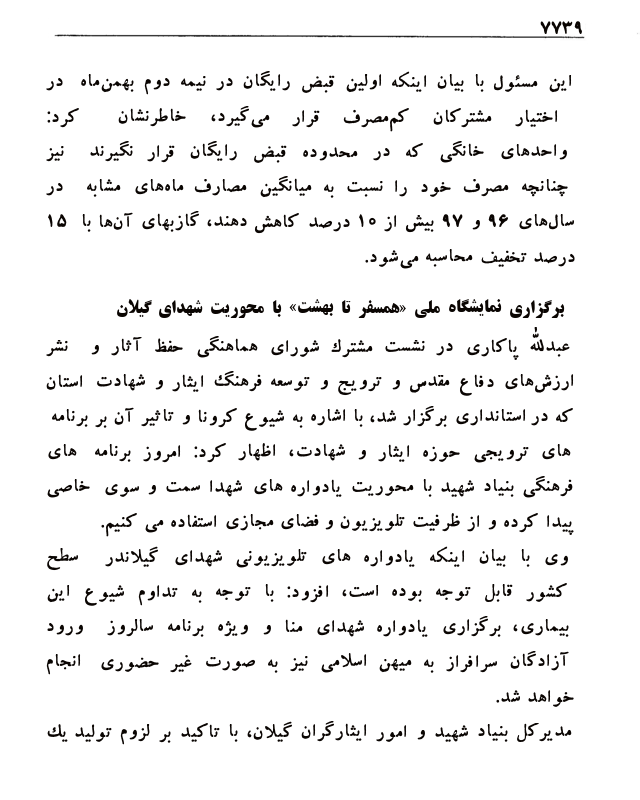 ۷۷۳۹
این مسئول با بیان اینکه اولین قبض رایگان در نیمه دوم بهمن‌ماه در
اختیار مشترکان کم‌مصرف قرار می‌گیرد، خاطرنشان کرد:
واحدهای خانگی که در محدوده قبض رایگان قرار نگیرند نیز
چنانچه مصرف خود را نسبت به میانگین مصارف ماه‌های مشابه در
سال‌های ۹۶ و ۹۷ بیش از ۱۰ درصد کاهش دهند، گازبهای آن‌ها با ۱۵
درصد تخفیف محاسبه می‌شود.
برگزاری نمایشگاه ملی «همسفر تا بهشت» با محوریت شهدای گیلان
عبدالله پاکاری در نشست مشترك شورای هماهنگی حفظ آثار و نشر
ارزش‌های دفاع مقدس و ترویج و توسعه فرهنگ ایثار و شهادت استان
که در استانداری برگزار شد، با اشاره به شیوع کرونا و تاثیر آن بر برنامه
های ترویجی حوزه ایثار و شهادت، اظهار کرد: امروز برنامه های
فرهنگی بنیاد شهید با محوریت یادواره های شهدا سمت و سوی خاصی
پیدا کرده و از ظرفیت تلویزیون و فضای مجازی استفاده می کنیم.
وی با بیان اینکه یادواره های تلویزیونی شهدای گیلاندر سطح
کشور قابل توجه بوده است، افزود: با توجه به تداوم شیوع این
بیماری، برگزاری یادواره شهدای منا و ویژه برنامه سالروز ورود
آزادگان سرافراز به میهن اسلامی نیز به صورت غیر حضوری انجام
خواهد شد.
مدیرکل بنیاد شهید و امور ایثارگران گیلان، با تاکید بر لزوم تولید یك